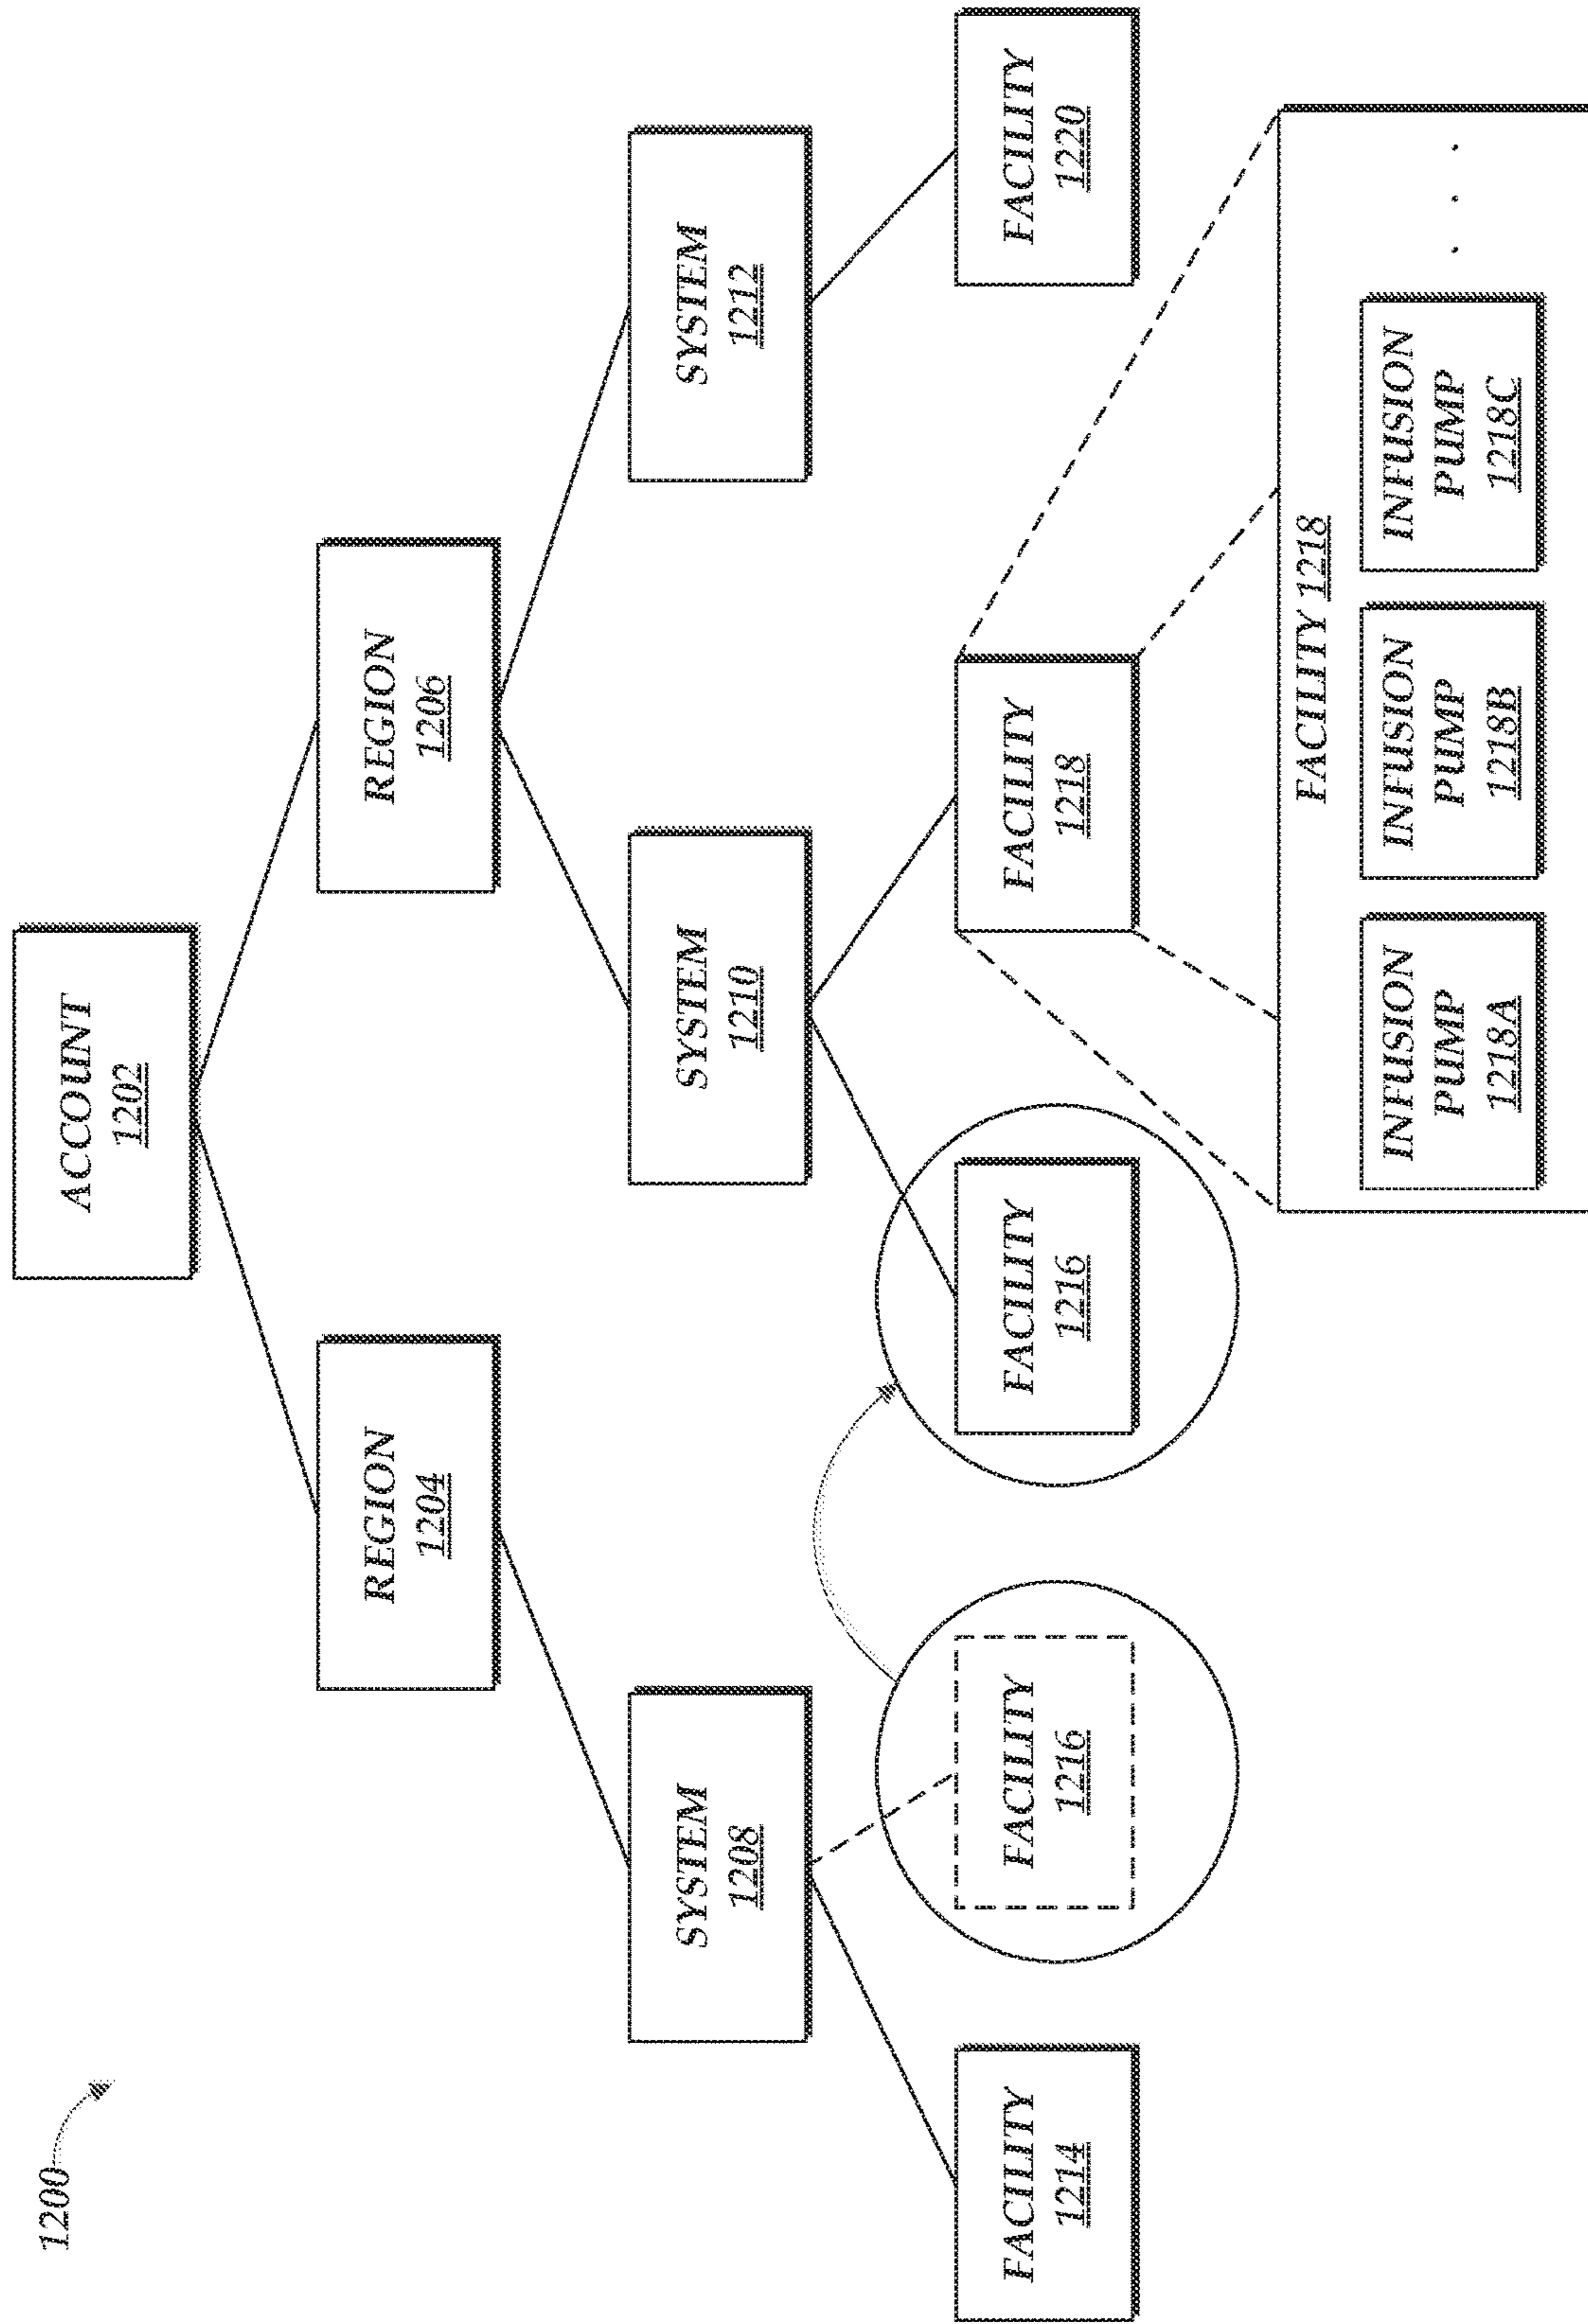 1200
ACCOUNT
1202
REGION
1204
REGION
1206
SYSTEM
1208
SYSTEM
1210
SYSTEM
1212
FACILITY
1214
FACILITY
1216
FACILITY
1216
FACILITY
1218
FACILITY
1220
FACILITY 1218
INFUSION
PUMP
1218A
INFUSION
PUMP
1218B
INFUSION
PUMP
1218C
. . .